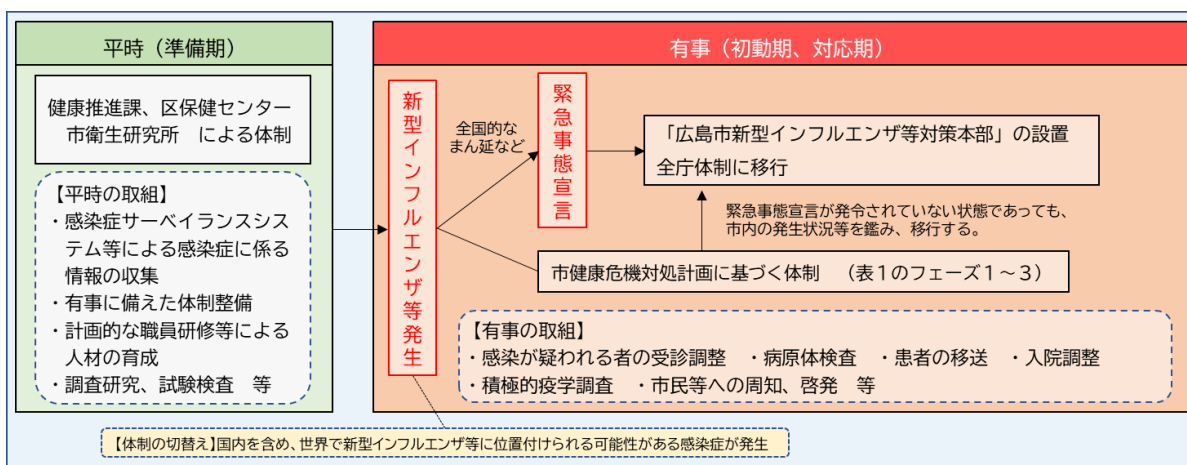 平時（準備期）
健康推進課、区保健センター
市衛生研究所　による体制
【平時の取組】
・感染症サーベイランスシス
テム等による感染症に係る
情報の収集
・有事に備えた体制整備
・計画的な職員研修等による
人材の育成
・調査研究、試験検査　等
有事（初動期、対応期）
新型インフルエンザ等発生
全国的な
まん延など
緊急事態宣言
「広島市新型インフルエンザ等対策本部」の設置
全庁体制に移行
緊急事態宣言が発令されていない状態であっても、
市内の発生状況等を鑑み、移行する。
市健康危機対処計画に基づく体制　（表１のフェーズ１～３）
【有事の取組】
・感染が疑われる者の受診調整　・病原体検査　・患者の移送　・入院調整
・積極的疫学調査　・市民等への周知、啓発　等
【体制の切替え】国内を含め、世界で新型インフルエンザ等に位置付けられる可能性がある感染症が発生